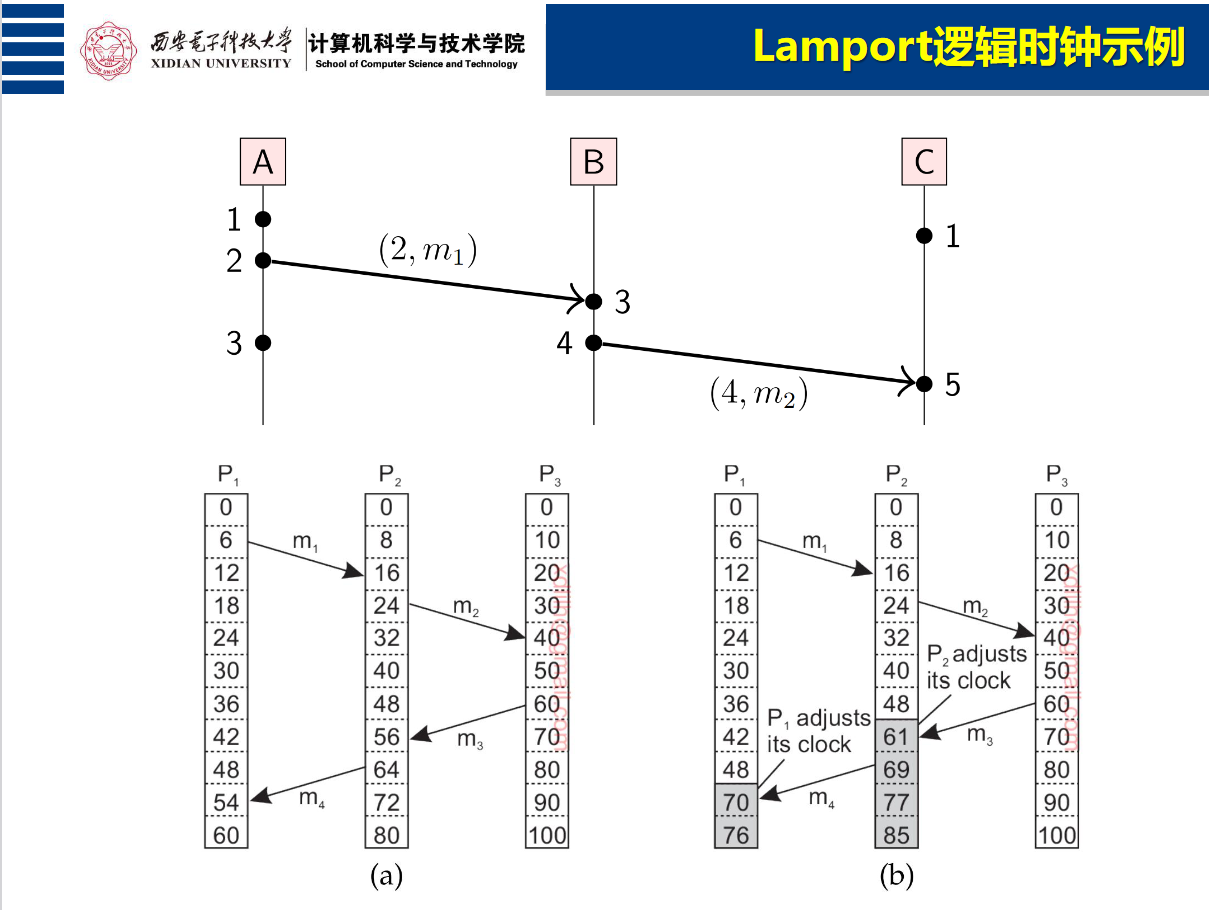 西安电子科技大学
XIDIAN UNIVERSITY
计算机科学与技术学院
School of Computer Science and Technology
Lamport逻辑时钟示例
A B C
1
1
2
(2, m₁)
3
3
4
(4, m₂)
5
P₁ P₂ P₃
0 0 0
6 m₁ 8 10
12 16 20
18 24 m₂ 30
24 32 40
30 40 50
36 48 60
42 56 m₃ 70
48 64 80
54 m₄ 72 90
60 80 100
(a)
P₁ P₂ P₃
0 0 0
6 m₁ 8 10
12 16 20
18 24 m₂ 30
24 32 40
30 40 P₂ adjusts its clock 50
36 48 60
42 P₁ adjusts its clock 61 m₃ 70
48 69 80
70 m₄ 77 90
76 85 100
(b)